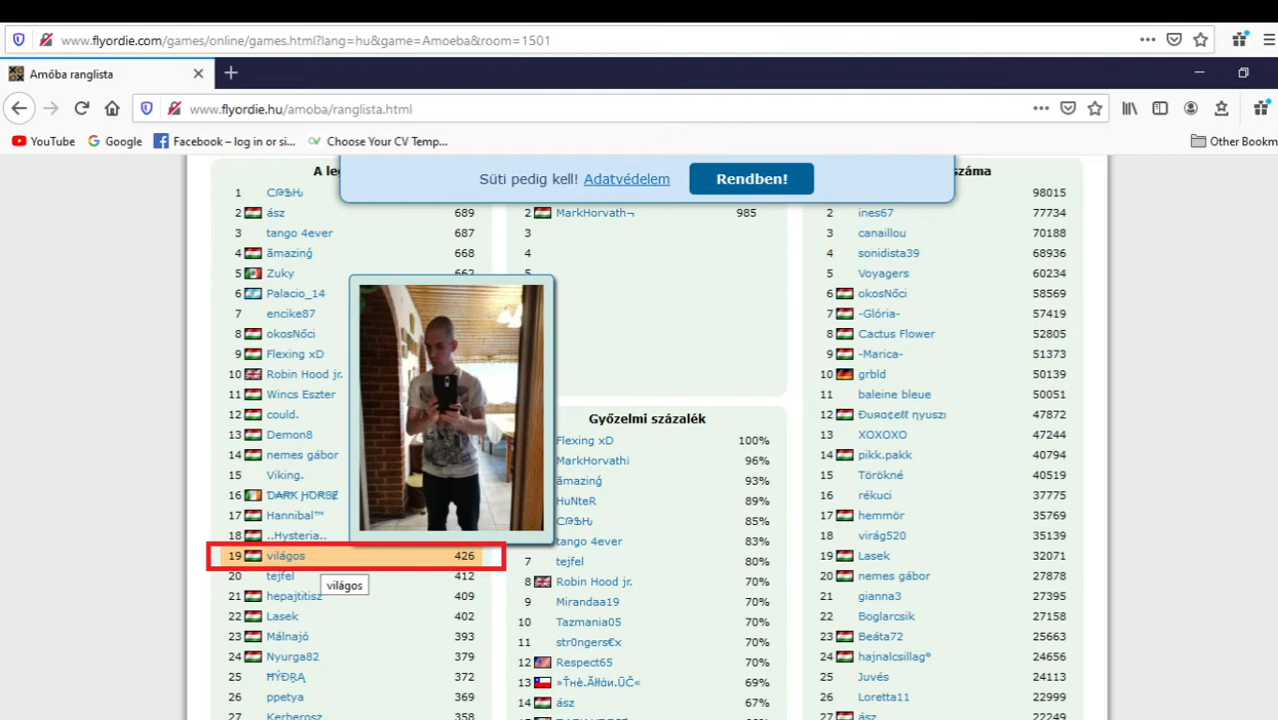 www.flyordie.com/games/online/games.html?lang=hu&game=Amoeba&room=1501
Amőba ranglista
www.flyordie.hu/amoba/ranglista.html
YouTube
Google
Facebook – log in or si...
Choose Your CV Temp...
Other Bookm
Süti pedig kell! Adatvédelem
Rendben!
A le
1
2 ász 689
3 tango 4ever 687
4 ămazinģ 668
5 Zuky 662
6 Palacio_14
7 encike87
8 okosNőci
9 Flexing xD
10 Robin Hood jr.
11 Wincs Eszter
12 could.
13 Demon8
14 nemes gábor
15 Viking.
16
17 Hannibal™
18 ..Hysteria..
19 világos 426
20 tejfel 412
világos
21 hepajtitisz 409
22 Lasek 402
23 Málnajó 393
24 Nyurga82 379
25 372
26 ppetya 369
27 Kerberosz 358
2 MarkHorvath¬ 985
3
4
5
Győzelmi százalék
Flexing xD 100%
MarkHorvathi 96%
ămazinģ 93%
HuNteR 89%
85%
tango 4ever 83%
7 tejfel 80%
8 Robin Hood jr. 70%
9 Mirandaa19 70%
10 Tazmania05 70%
11 str0ngers€x 70%
12 Respect65 70%
13 69%
14 ász 67%
száma
98015
2 ines67 77734
3 canaillou 70188
4 sonidista39 68936
5 Voyagers 60234
6 okosNőci 58569
7 -Glória- 57419
8 Cactus Flower 52805
9 -Marica- 51373
10 grbld 50139
11 baleine bleue 50051
12 47872
13 XOXOXO 47244
14 pikk.pakk 40794
15 Törökné 40519
16 rékuci 37775
17 hemmör 37409
18 virág520 35139
19 Lasek 32071
20 nemes gábor 27878
21 gianna3 27395
22 Boglarcsik 27158
23 Beáta72 25663
24 hajnalcsillag° 24656
25 Juvés 24113
26 Loretta11 22999
27 ász 22249